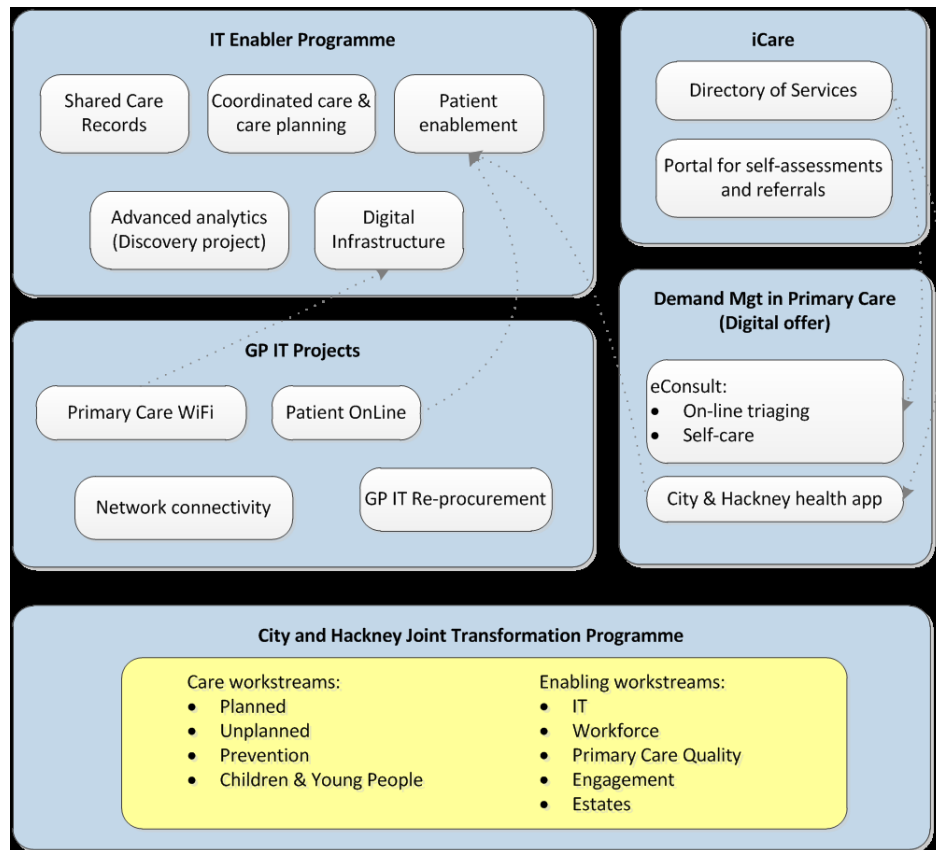 IT Enabler Programme
Shared Care
Records
Coordinated care &
care planning
Patient
enablement
Advanced analytics
(Discovery project)
Digital
Infrastructure
iCare
Directory of Services
Portal for self-assessments
and referrals
GP IT Projects
Primary Care WiFi
Patient OnLine
Network connectivity
GP IT Re-procurement
Demand Mgt in Primary Care
(Digital offer)
eConsult:
• On-line triaging
• Self-care
City & Hackney health app
City and Hackney Joint Transformation Programme
Care workstreams:
• Planned
• Unplanned
• Prevention
• Children & Young People
Enabling workstreams:
• IT
• Workforce
• Primary Care Quality
• Engagement
• Estates